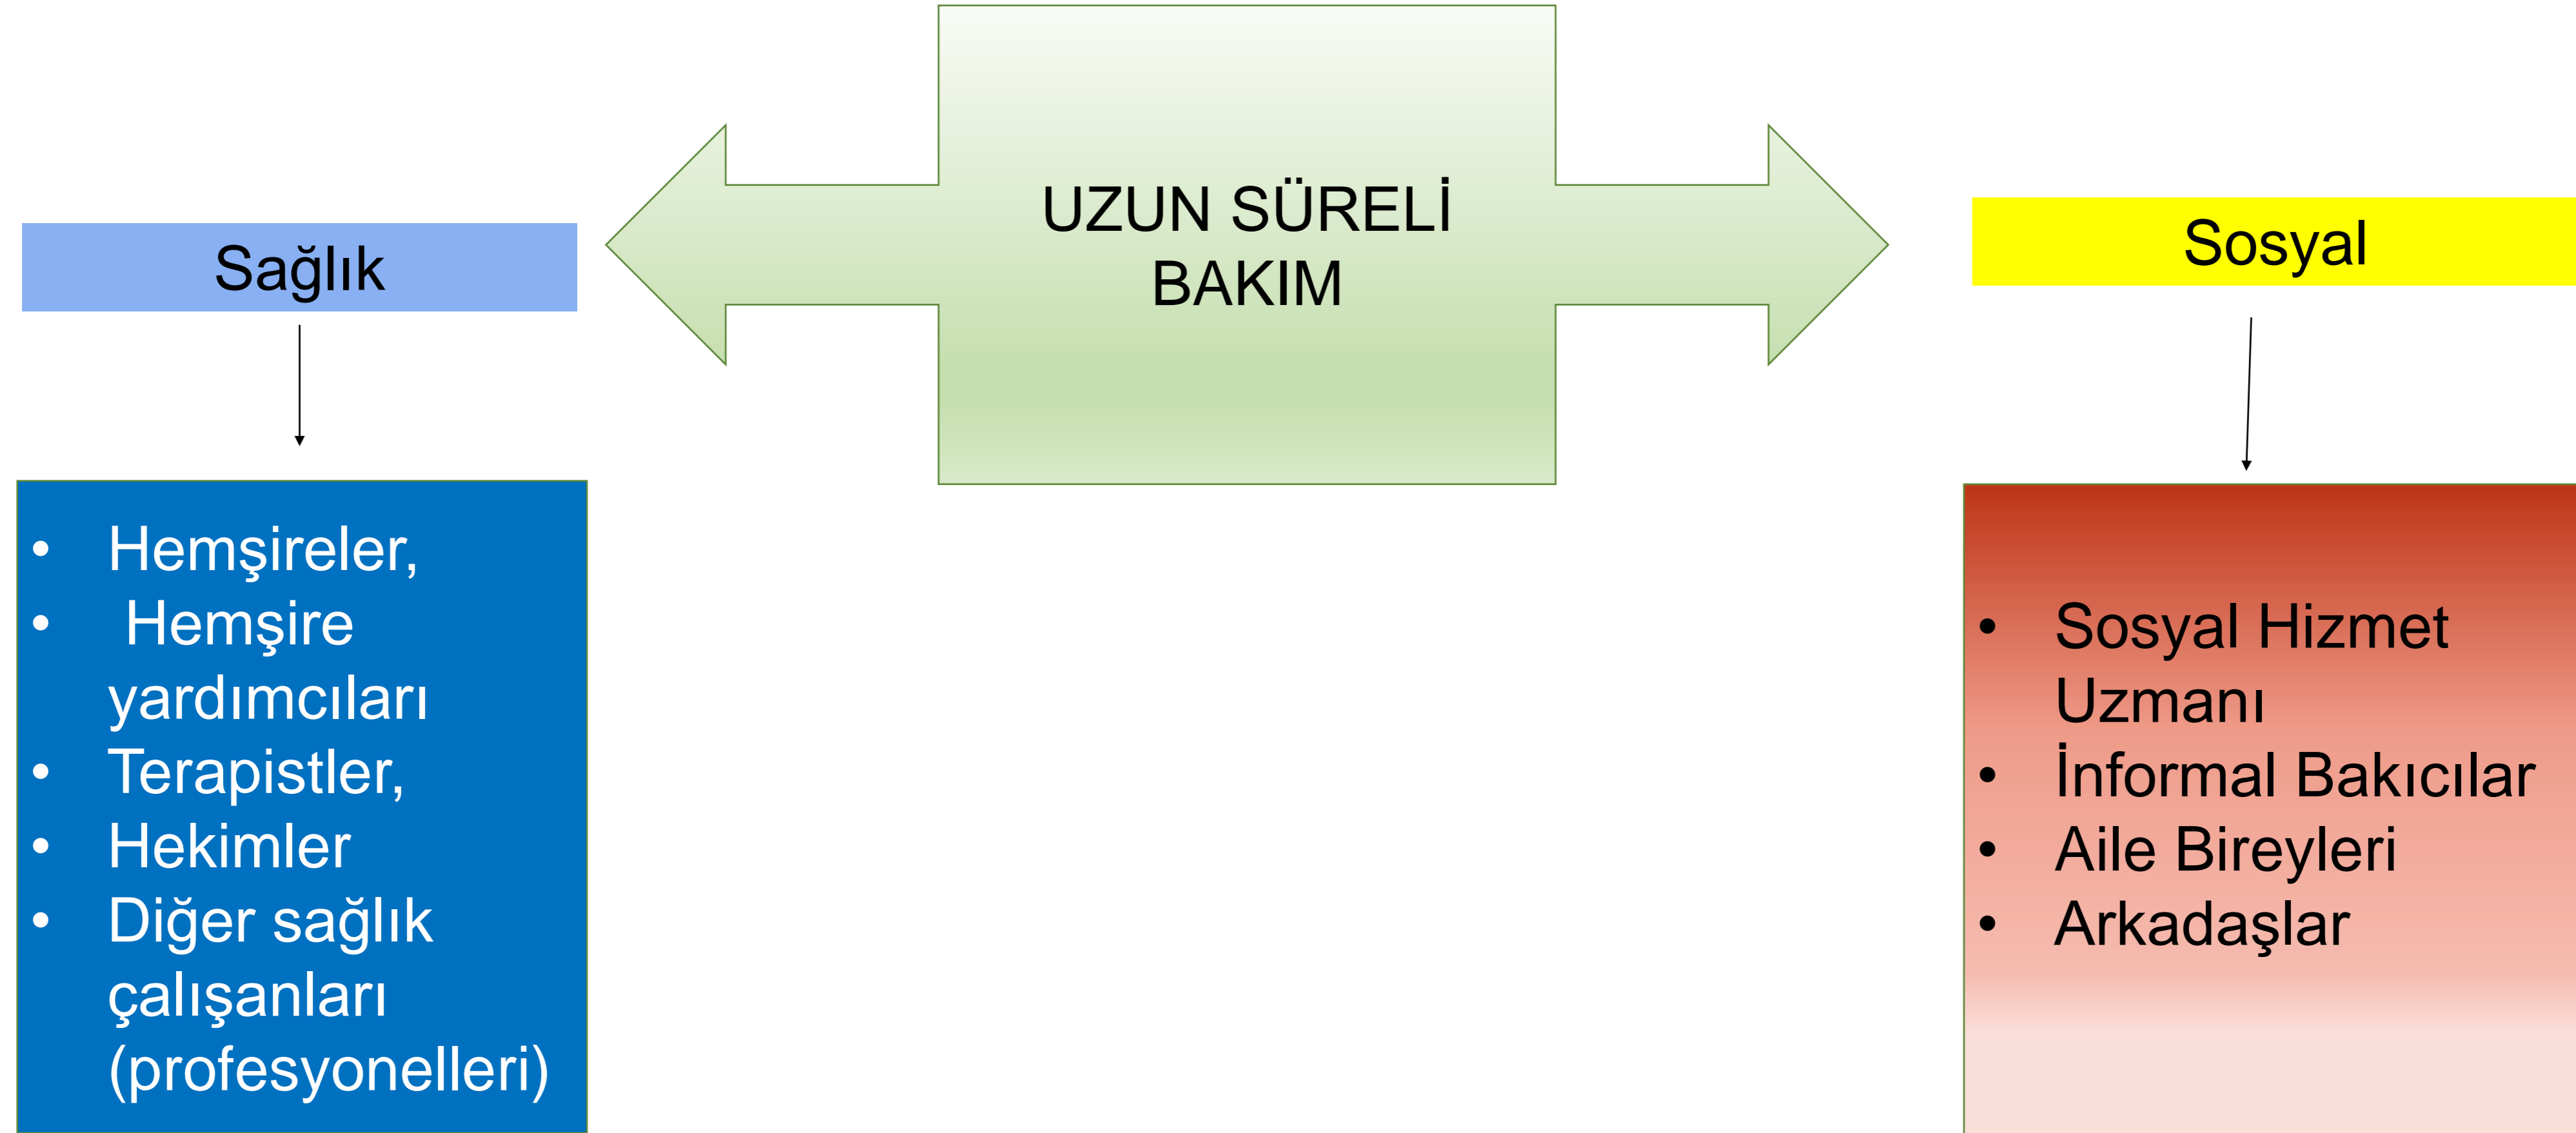 UZUN SÜRELİ
BAKIM
Sağlık
• Hemşireler,
• Hemşire
yardımcıları
• Terapistler,
• Hekimler
• Diğer sağlık
çalışanları
(profesyonelleri)
Sosyal
• Sosyal Hizmet
Uzmanı
• İnformal Bakıcılar
• Aile Bireyleri
• Arkadaşlar